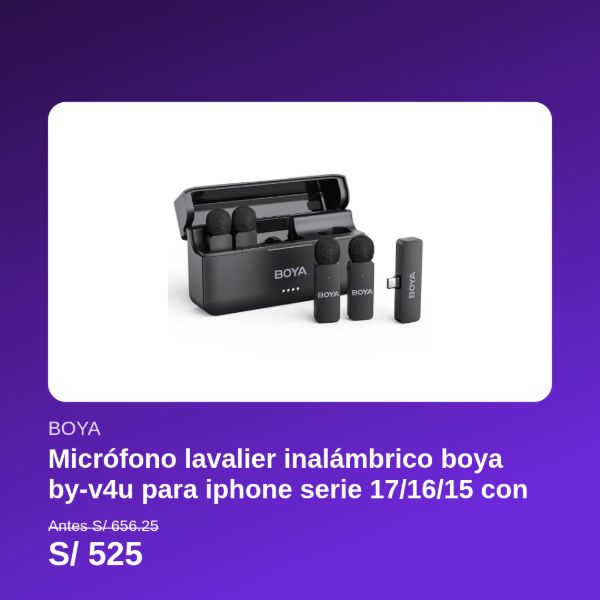 BOYA
BOYA
BOYA
BOYA
BOYA
Micrófono lavalier inalámbrico boya
by-v4u para iphone serie 17/16/15 con
Antes S/ 656.25
S/ 525